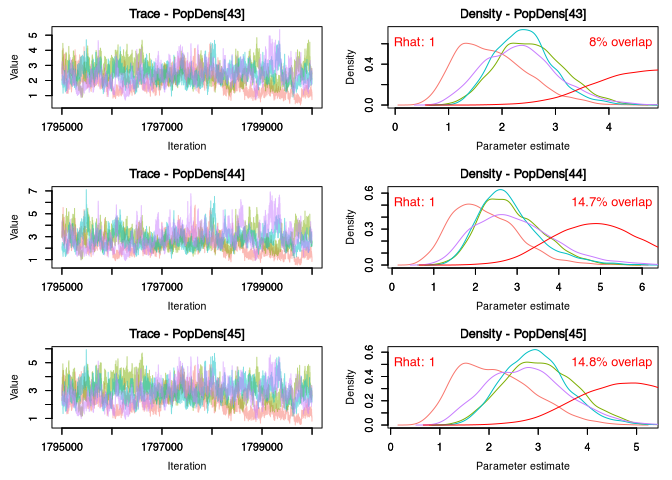 Trace - PopDens[43]
Value
5
4
3
2
1
1795000 1797000 1799000
Iteration
Density - PopDens[43]
Density
Rhat: 1
8% overlap
0.4
0.0
0 1 2 3 4
Parameter estimate
Trace - PopDens[44]
Value
7
5
3
1
1795000 1797000 1799000
Iteration
Density - PopDens[44]
Density
Rhat: 1
14.7% overlap
0.6
0.3
0.0
0 1 2 3 4 5 6
Parameter estimate
Trace - PopDens[45]
Value
5
3
1
1795000 1797000 1799000
Iteration
Density - PopDens[45]
Density
Rhat: 1
14.8% overlap
0.6
0.4
0.2
0.0
0 1 2 3 4 5
Parameter estimate